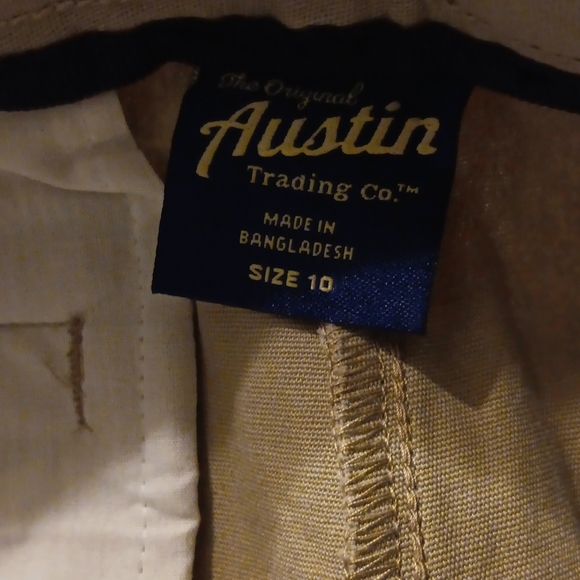 The Original
Austin
Trading Co.™
MADE IN
BANGLADESH
SIZE 10